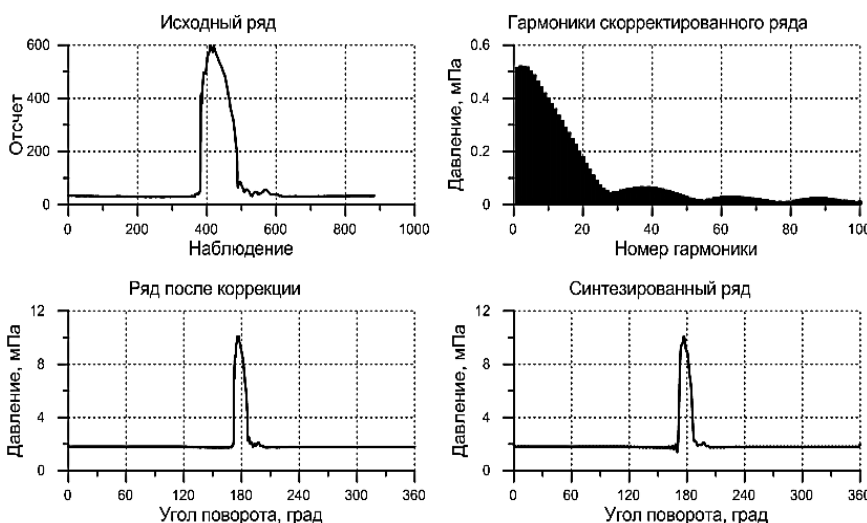 Исходный ряд
600
400
200
0
Отсчет
0 200 400 600 800 1000
Наблюдение
Гармоники скорректированного ряда
0.6
0.4
0.2
0
Давление, мПа
0 20 40 60 80 100
Номер гармоники
Ряд после коррекции
12
8
4
0
Давление, мПа
0 60 120 180 240 300 360
Угол поворота, град
Синтезированный ряд
12
8
4
0
Давление, мПа
0 60 120 180 240 300 360
Угол поворота, град